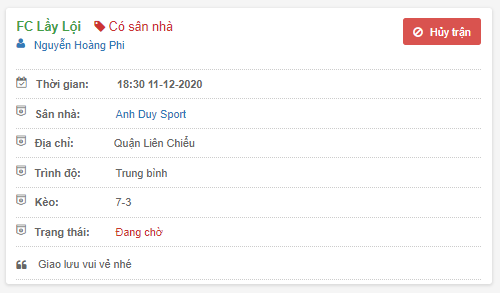 FC Lầy Lội Có sân nhà
Hủy trận
Nguyễn Hoàng Phi
Thời gian: 18:30 11-12-2020
Sân nhà: Anh Duy Sport
Địa chỉ: Quận Liên Chiểu
Trình độ: Trung bình
Kèo: 7-3
Trạng thái: Đang chờ
Giao lưu vui vẻ nhé